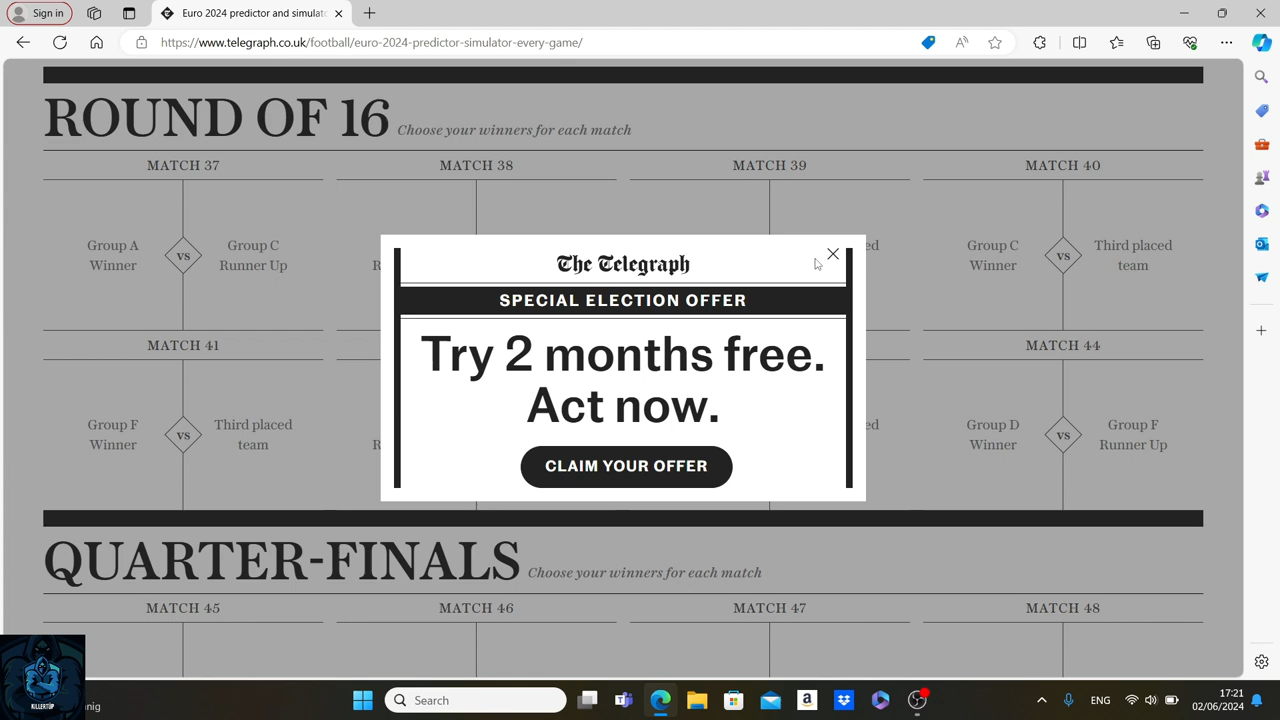 Sign in
Euro 2024 predictor and simulato
https://www.telegraph.co.uk/football/euro-2024-predictor-simulator-every-game/
ROUND OF 16 Choose your winners for each match
MATCH 37
MATCH 38
MATCH 39
MATCH 40
Group A
Winner
vs
Group C
Runner Up
Group C
Winner
vs
Third placed
team
The Telegraph
SPECIAL ELECTION OFFER
Try 2 months free.
Act now.
CLAIM YOUR OFFER
MATCH 41
MATCH 44
Group F
Winner
vs
Third placed
team
Group D
Winner
vs
Group F
Runner Up
QUARTER-FINALS Choose your winners for each match
MATCH 45
MATCH 46
MATCH 47
MATCH 48
KILLERTUP
nnig
Search
ENG
17:21
02/06/2024